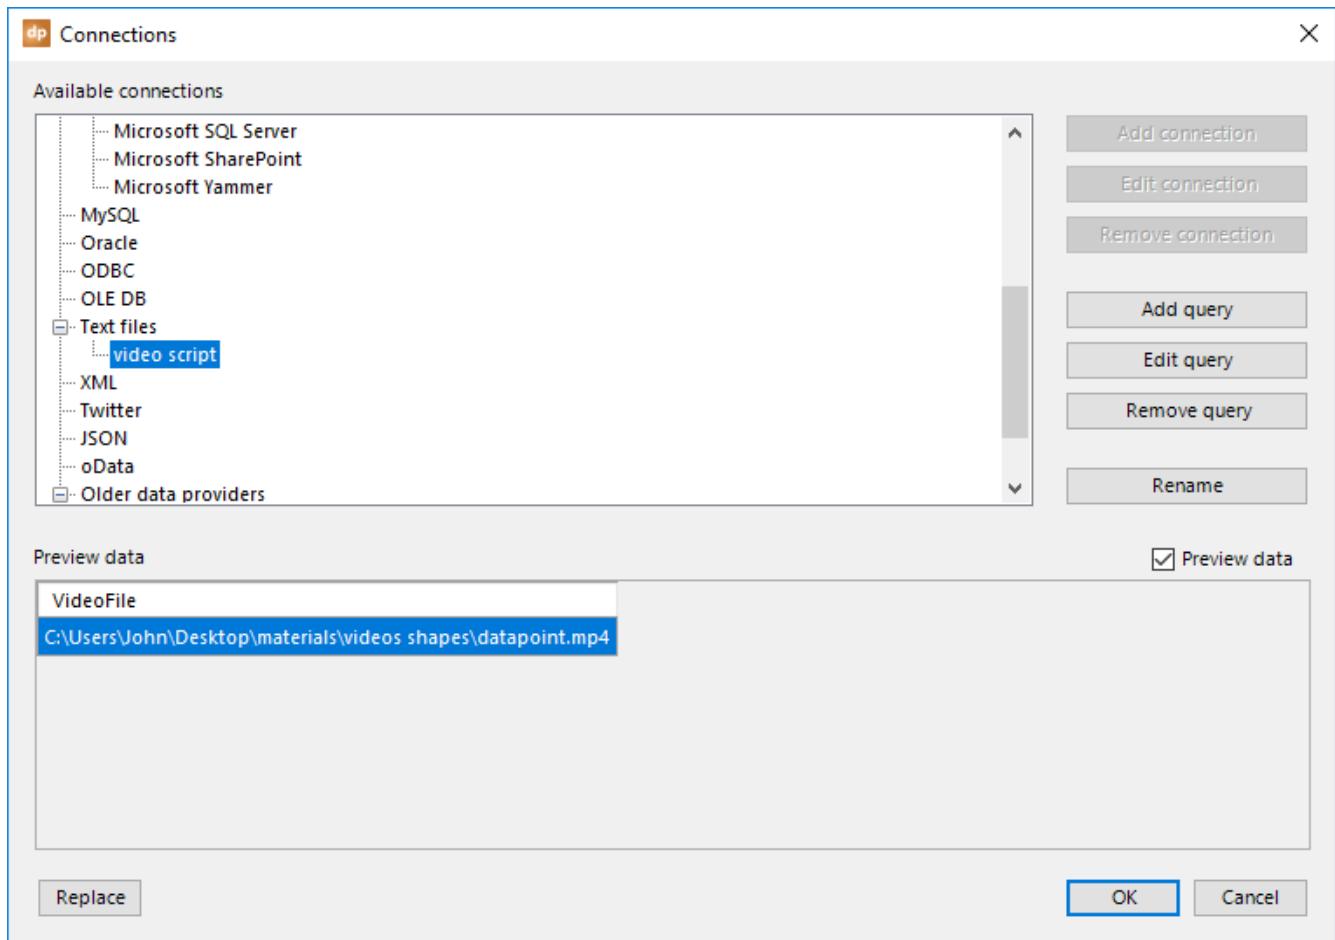 dp Connections
Available connections
Microsoft SQL Server
Microsoft SharePoint
Microsoft Yammer
MySQL
Oracle
ODBC
OLE DB
Text files
video script
XML
Twitter
JSON
oData
Older data providers
Add connection
Edit connection
Remove connection
Add query
Edit query
Remove query
Rename
Preview data
Preview data
VideoFile
C:\Users\John\Desktop\materials\videos shapes\datapoint.mp4
Replace
OK
Cancel